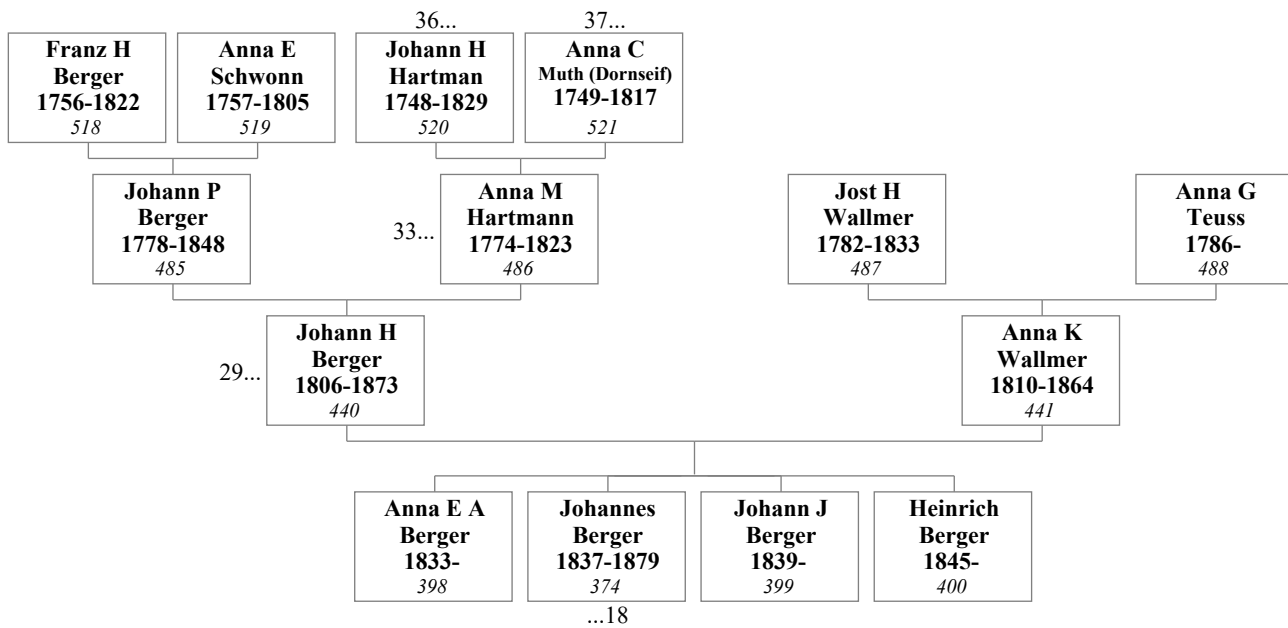 36...
37...
Franz H
Berger
1756-1822
518
Anna E
Schwonn
1757-1805
519
Johann H
Hartman
1748-1829
520
Anna C
Muth (Dornseif)
1749-1817
521
Johann P
Berger
1778-1848
485
33...
Anna M
Hartmann
1774-1823
486
Jost H
Wallmer
1782-1833
487
Anna G
Teuss
1786-
488
29...
Johann H
Berger
1806-1873
440
Anna K
Wallmer
1810-1864
441
Anna E A
Berger
1833-
398
Johannes
Berger
1837-1879
374
Johann J
Berger
1839-
399
Heinrich
Berger
1845-
400
...18